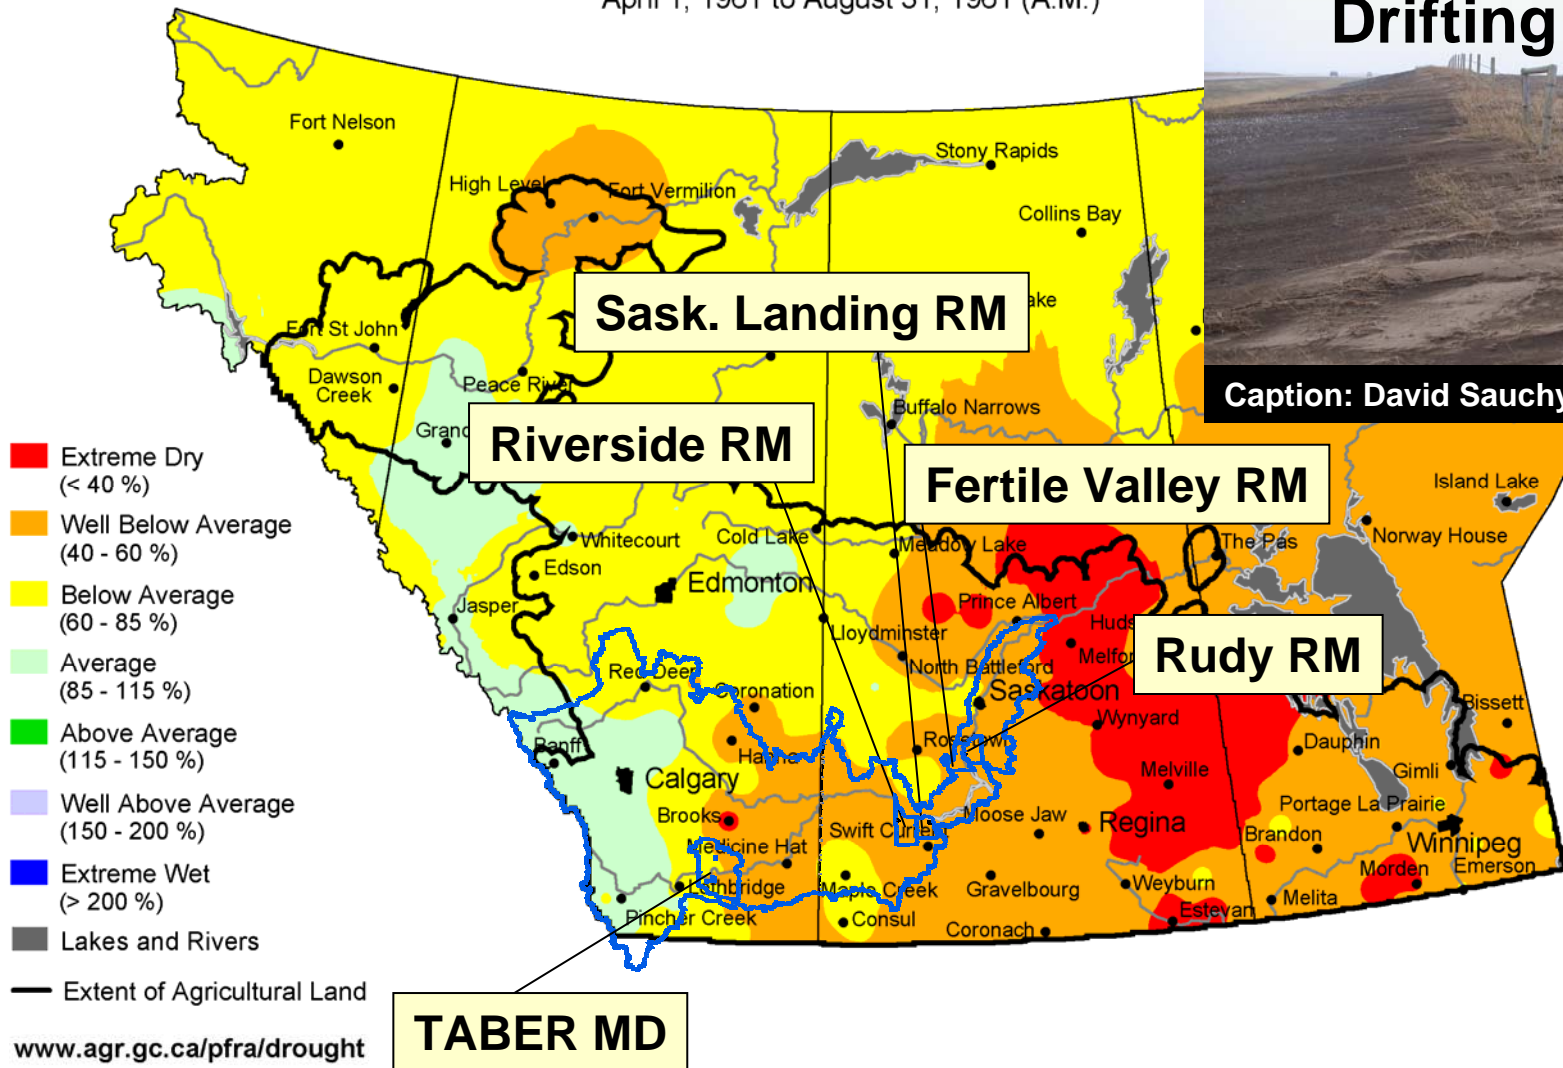 April 1, 1961 to August 31, 1961 (A.M.)
Drifting
Caption: David Sauchy
Fort Nelson
High Level
Fort Vermilion
Stony Rapids
Collins Bay
Sask. Landing RM
ake
Fort St John
Dawson
Creek
Peace River
Buffalo Narrows
Grand
Riverside RM
Fertile Valley RM
Island Lake
Norway House
The Pas
Whitecourt
Cold Lake
Meadow Lake
Edson
Edmonton
Jasper
Prince Albert
Lloydminster
Huds
Melfor
Rudy RM
North Battleford
Red Deer
Coronation
Saskatoon
Wynyard
Bissett
Banff
Hanna
Rosetown
Dauphin
Calgary
Melville
Gimli
Brooks
Portage La Prairie
Swift Current
Moose Jaw
Regina
Brandon
Winnipeg
Medicine Hat
Morden
Emerson
Lethbridge
Maple Creek
Gravelbourg
Weyburn
Melita
Pincher Creek
Consul
Coronach
Estevan
TABER MD
Extreme Dry
(< 40 %)
Well Below Average
(40 - 60 %)
Below Average
(60 - 85 %)
Average
(85 - 115 %)
Above Average
(115 - 150 %)
Well Above Average
(150 - 200 %)
Extreme Wet
(> 200 %)
Lakes and Rivers
Extent of Agricultural Land
www.agr.gc.ca/pfra/drought